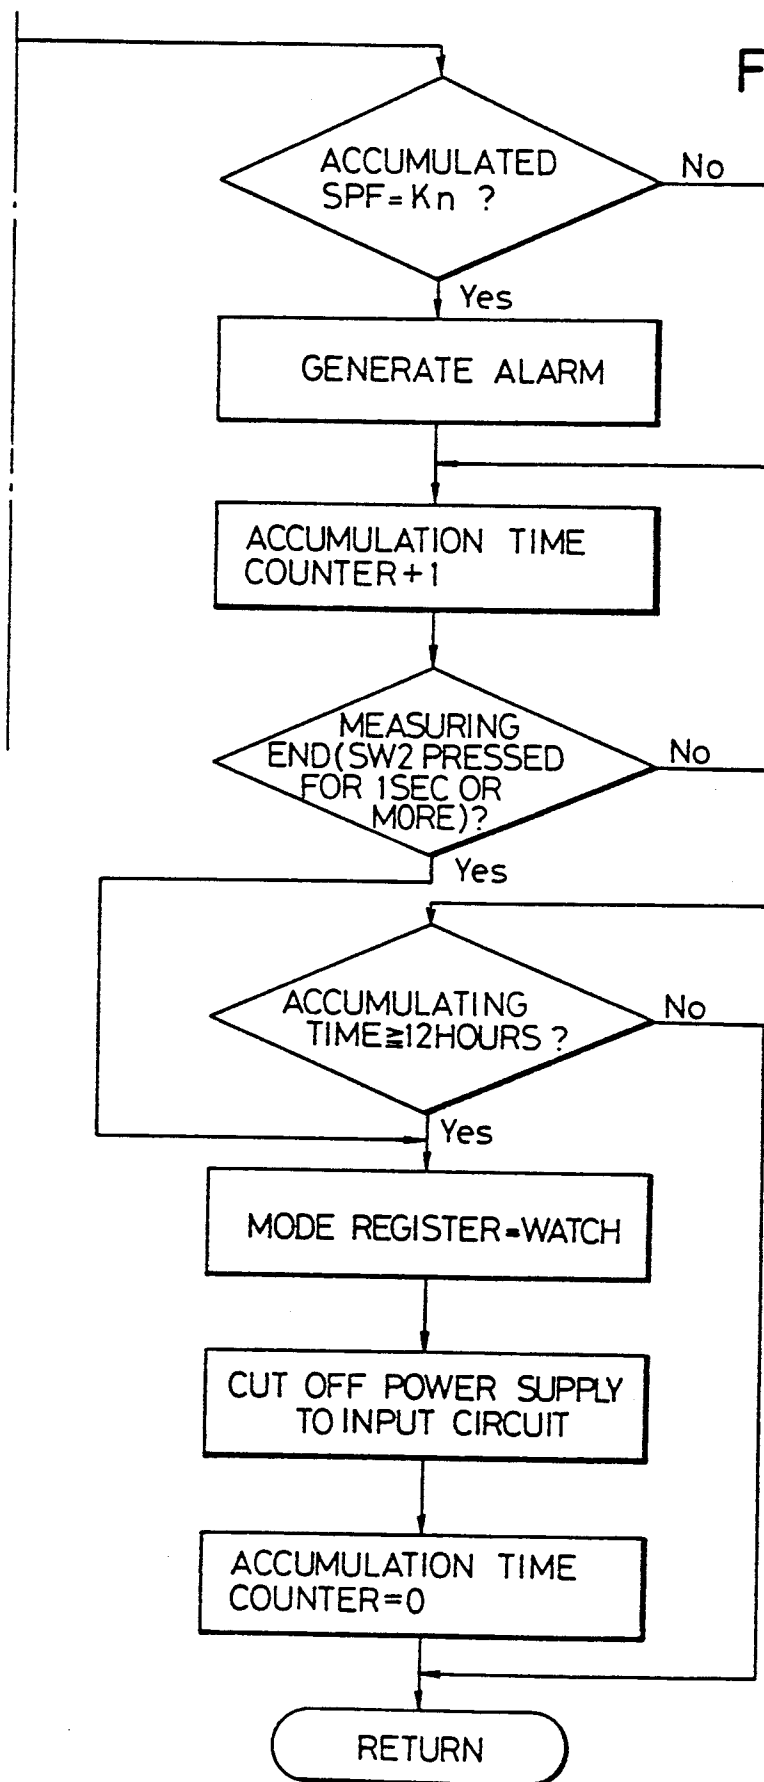 F
ACCUMULATED
SPF=Kn ?
No
Yes
GENERATE ALARM
ACCUMULATION TIME
COUNTER+1
MEASURING
END(SW2 PRESSED
FOR 1SEC OR
MORE)?
No
Yes
ACCUMULATING
TIME≧12HOURS ?
No
Yes
MODE REGISTER=WATCH
CUT OFF POWER SUPPLY
TO INPUT CIRCUIT
ACCUMULATION TIME
COUNTER=0
RETURN